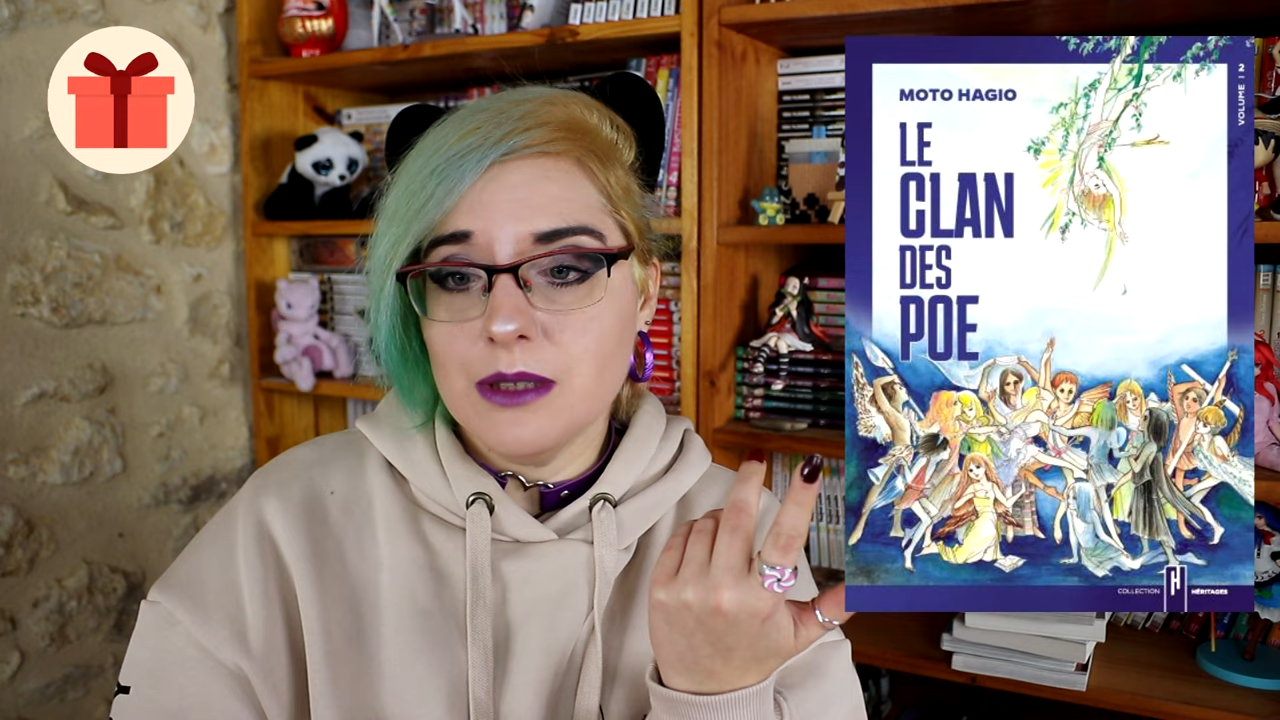 MOTO HAGIO
LE
CLAN
DES
POE
VOLUME 2
COLLECTION
HÉRITAGES